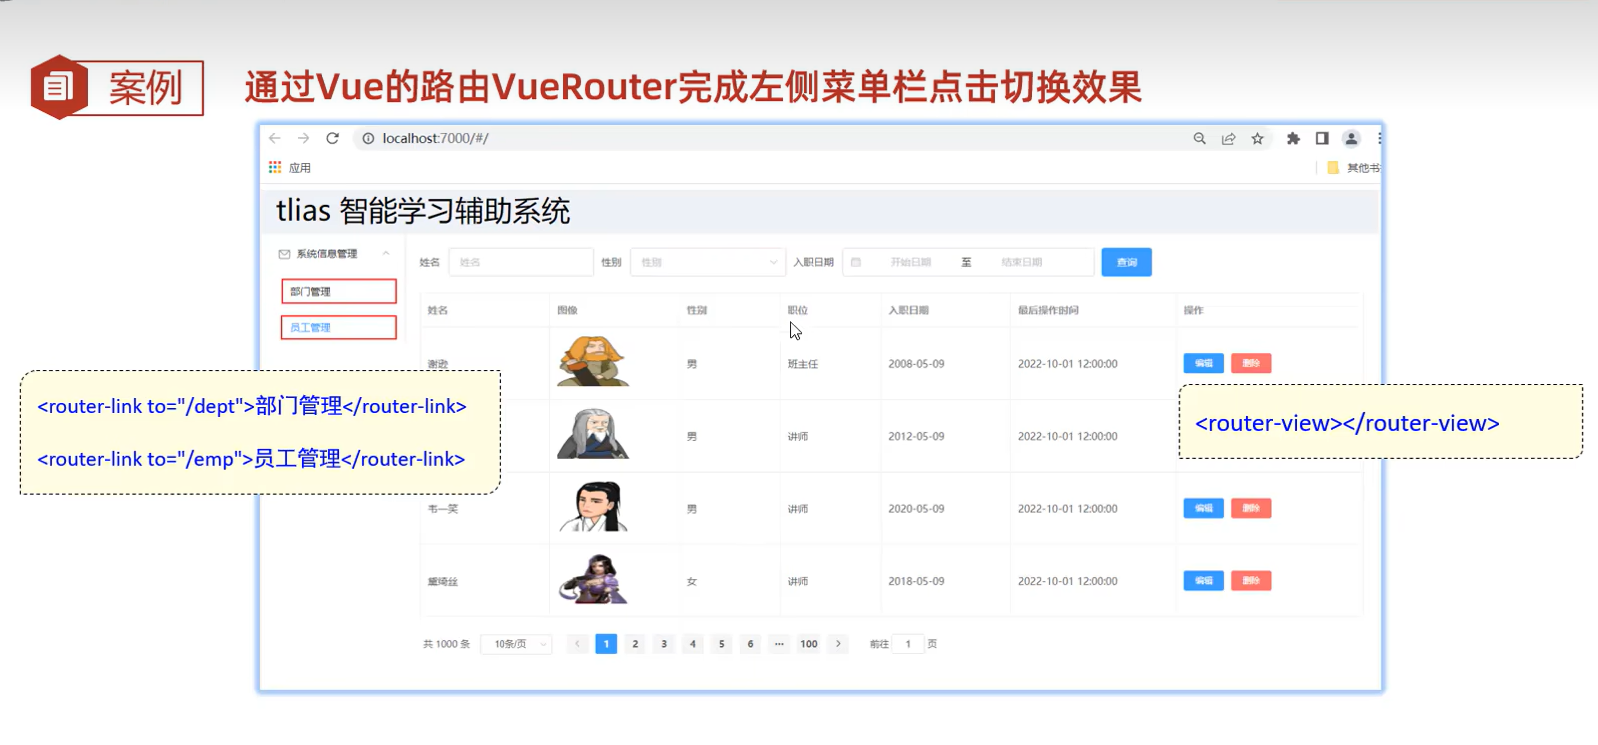 案例
通过Vue的路由VueRouter完成左侧菜单栏点击切换效果
localhost:7000/#/
应用
其他书
tlias 智能学习辅助系统
系统信息管理
部门管理
员工管理
姓名 姓名 性别 性别 入职日期 开始日期 至 结束日期 查询
姓名 图像 性别 职位 入职日期 最后操作时间 操作
谢逊 男 班主任 2008-05-09 2022-10-01 12:00:00 编辑 删除
男 讲师 2012-05-09 2022-10-01 12:00:00
韦一笑 男 讲师 2020-05-09 2022-10-01 12:00:00 编辑 删除
黛绮丝 女 讲师 2018-05-09 2022-10-01 12:00:00 编辑 删除
共 1000 条 10条/页 1 2 3 4 5 6 ··· 100 前往 1 页
<router-link to="/dept">部门管理</router-link>
<router-link to="/emp">员工管理</router-link>
<router-view></router-view>